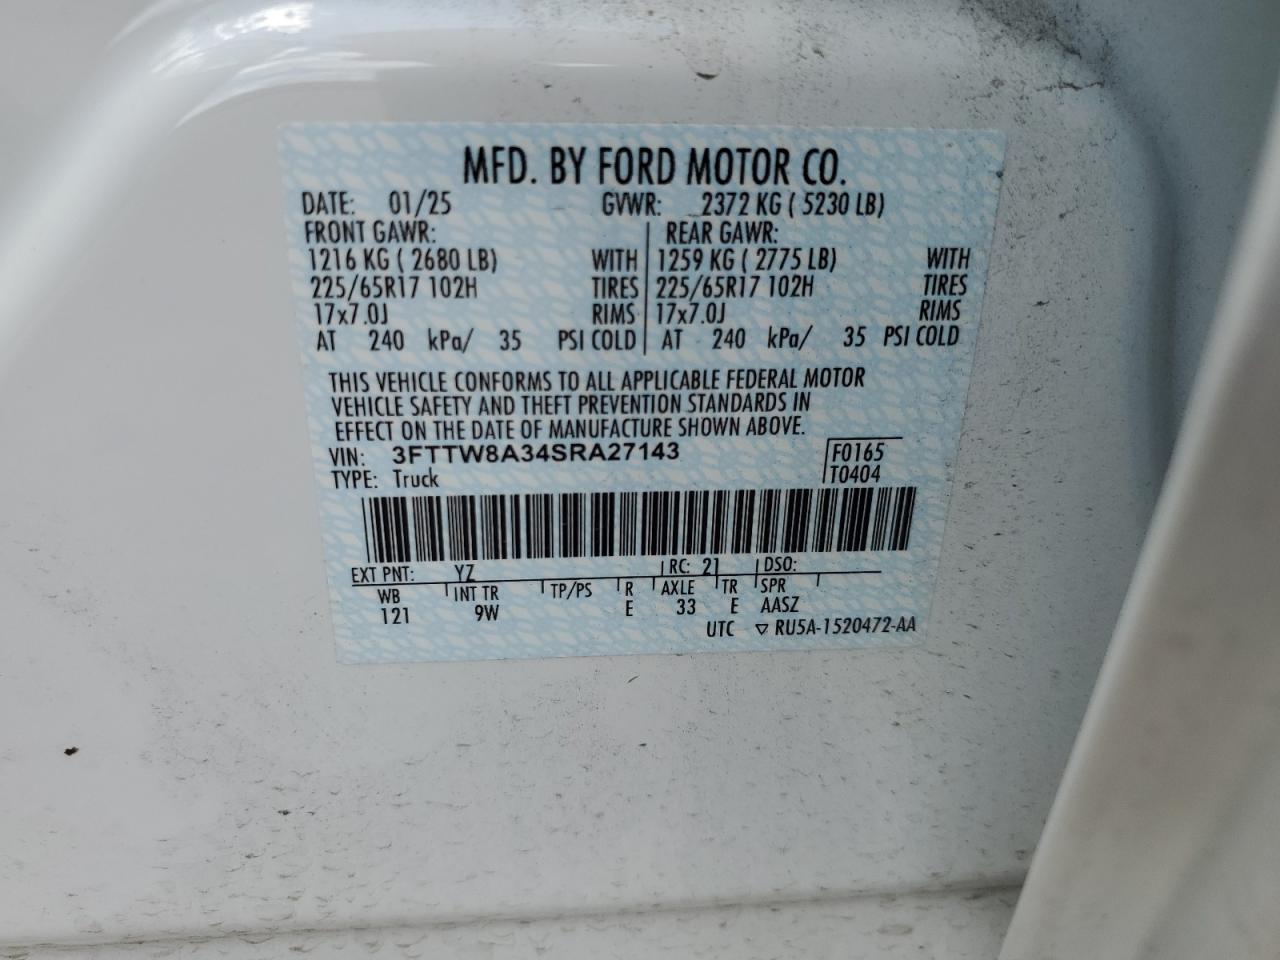 MFD. BY FORD MOTOR CO.
DATE: 01/25 GVWR: 2372 KG ( 5230 LB)
FRONT GAWR: REAR GAWR:
1216 KG ( 2680 LB) WITH 1259 KG ( 2775 LB) WITH
225/65R17 102H TIRES 225/65R17 102H TIRES
17x7.0J RIMS 17x7.0J RIMS
AT 240 kPa/ 35 PSI COLD AT 240 kPa/ 35 PSI COLD
THIS VEHICLE CONFORMS TO ALL APPLICABLE FEDERAL MOTOR
VEHICLE SAFETY AND THEFT PREVENTION STANDARDS IN
EFFECT ON THE DATE OF MANUFACTURE SHOWN ABOVE.
VIN: 3FTTW8A34SRA27143 F0165
TYPE: Truck T0404
EXT PNT: YZ RC: 21 DSO:
WB INT TR TP/PS R AXLE TR SPR
121 9W E 33 E AASZ
UTC ▽ RU5A-1520472-AA